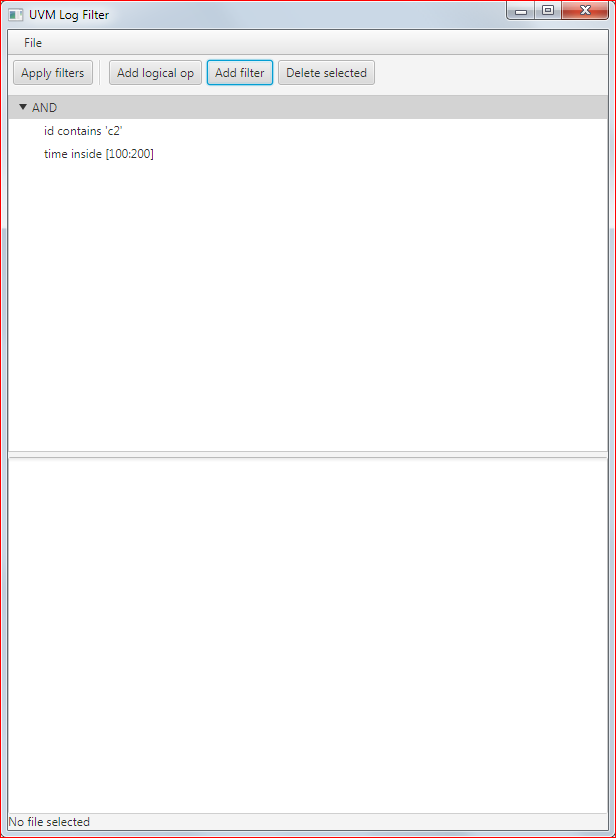 UVM Log Filter
File
Apply filters Add logical op Add filter Delete selected
AND
id contains 'c2'
time inside [100:200]
No file selected